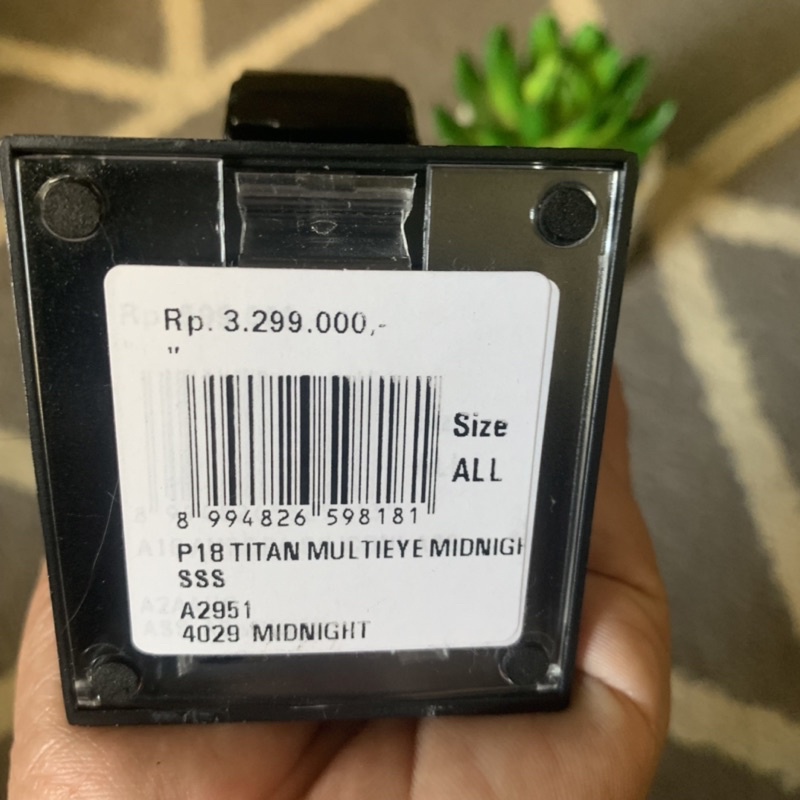 Rp. 3.299.000,-
"
Size
ALL
8 994826 598181
P18 TITAN MULTIEYE MIDNIGH
SSS
A2951
4029 MIDNIGHT